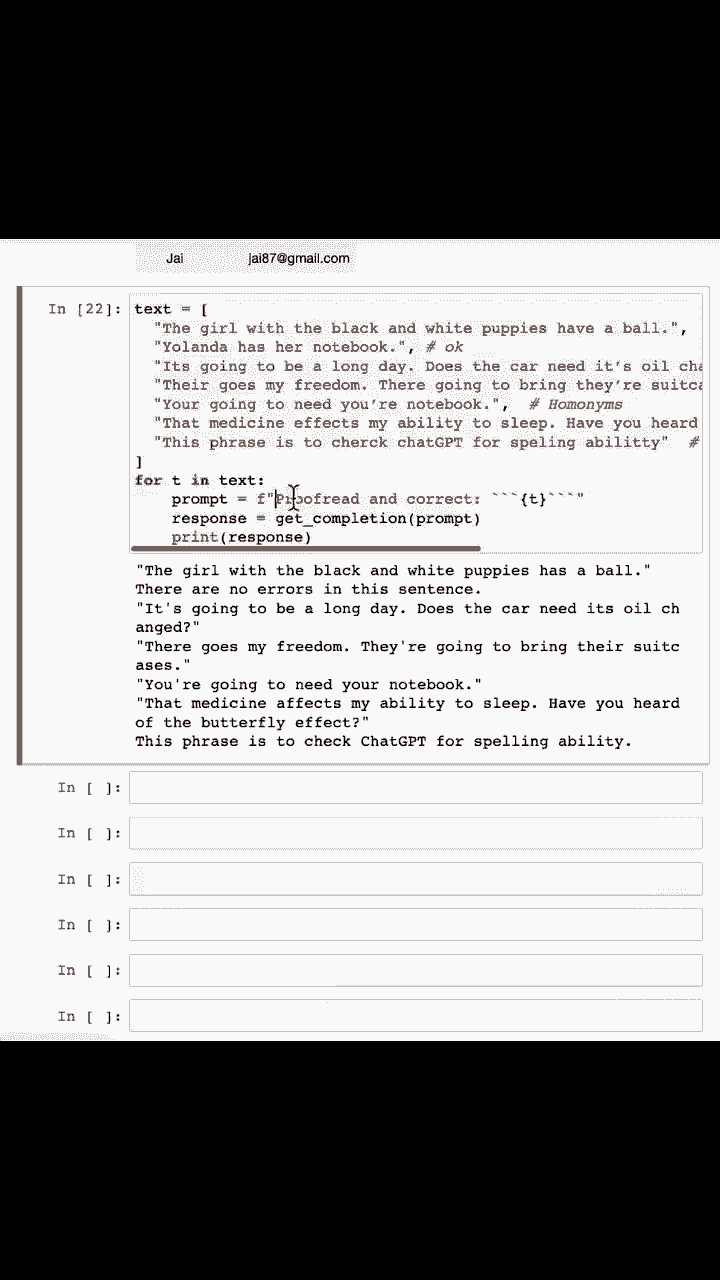 Jai jai87@gmail.com
In [22]: text = [
"The girl with the black and white puppies have a ball.",
"Yolanda has her notebook.", # ok
"Its going to be a long day. Does the car need it’s oil cha
"Their goes my freedom. There going to bring they’re suitca
"Your going to need you’re notebook.", # Homonyms
"That medicine effects my ability to sleep. Have you heard
"This phrase is to cherck chatGPT for speling abilitty" #
]
for t in text:
prompt = f"Proofread and correct: ```{t}```"
response = get_completion(prompt)
print(response)
"The girl with the black and white puppies has a ball."
There are no errors in this sentence.
"It's going to be a long day. Does the car need its oil ch
anged?"
"There goes my freedom. They're going to bring their suitc
ases."
"You're going to need your notebook."
"That medicine affects my ability to sleep. Have you heard
of the butterfly effect?"
This phrase is to check ChatGPT for spelling ability.
In [ ]:
In [ ]:
In [ ]:
In [ ]:
In [ ]:
In [ ]: